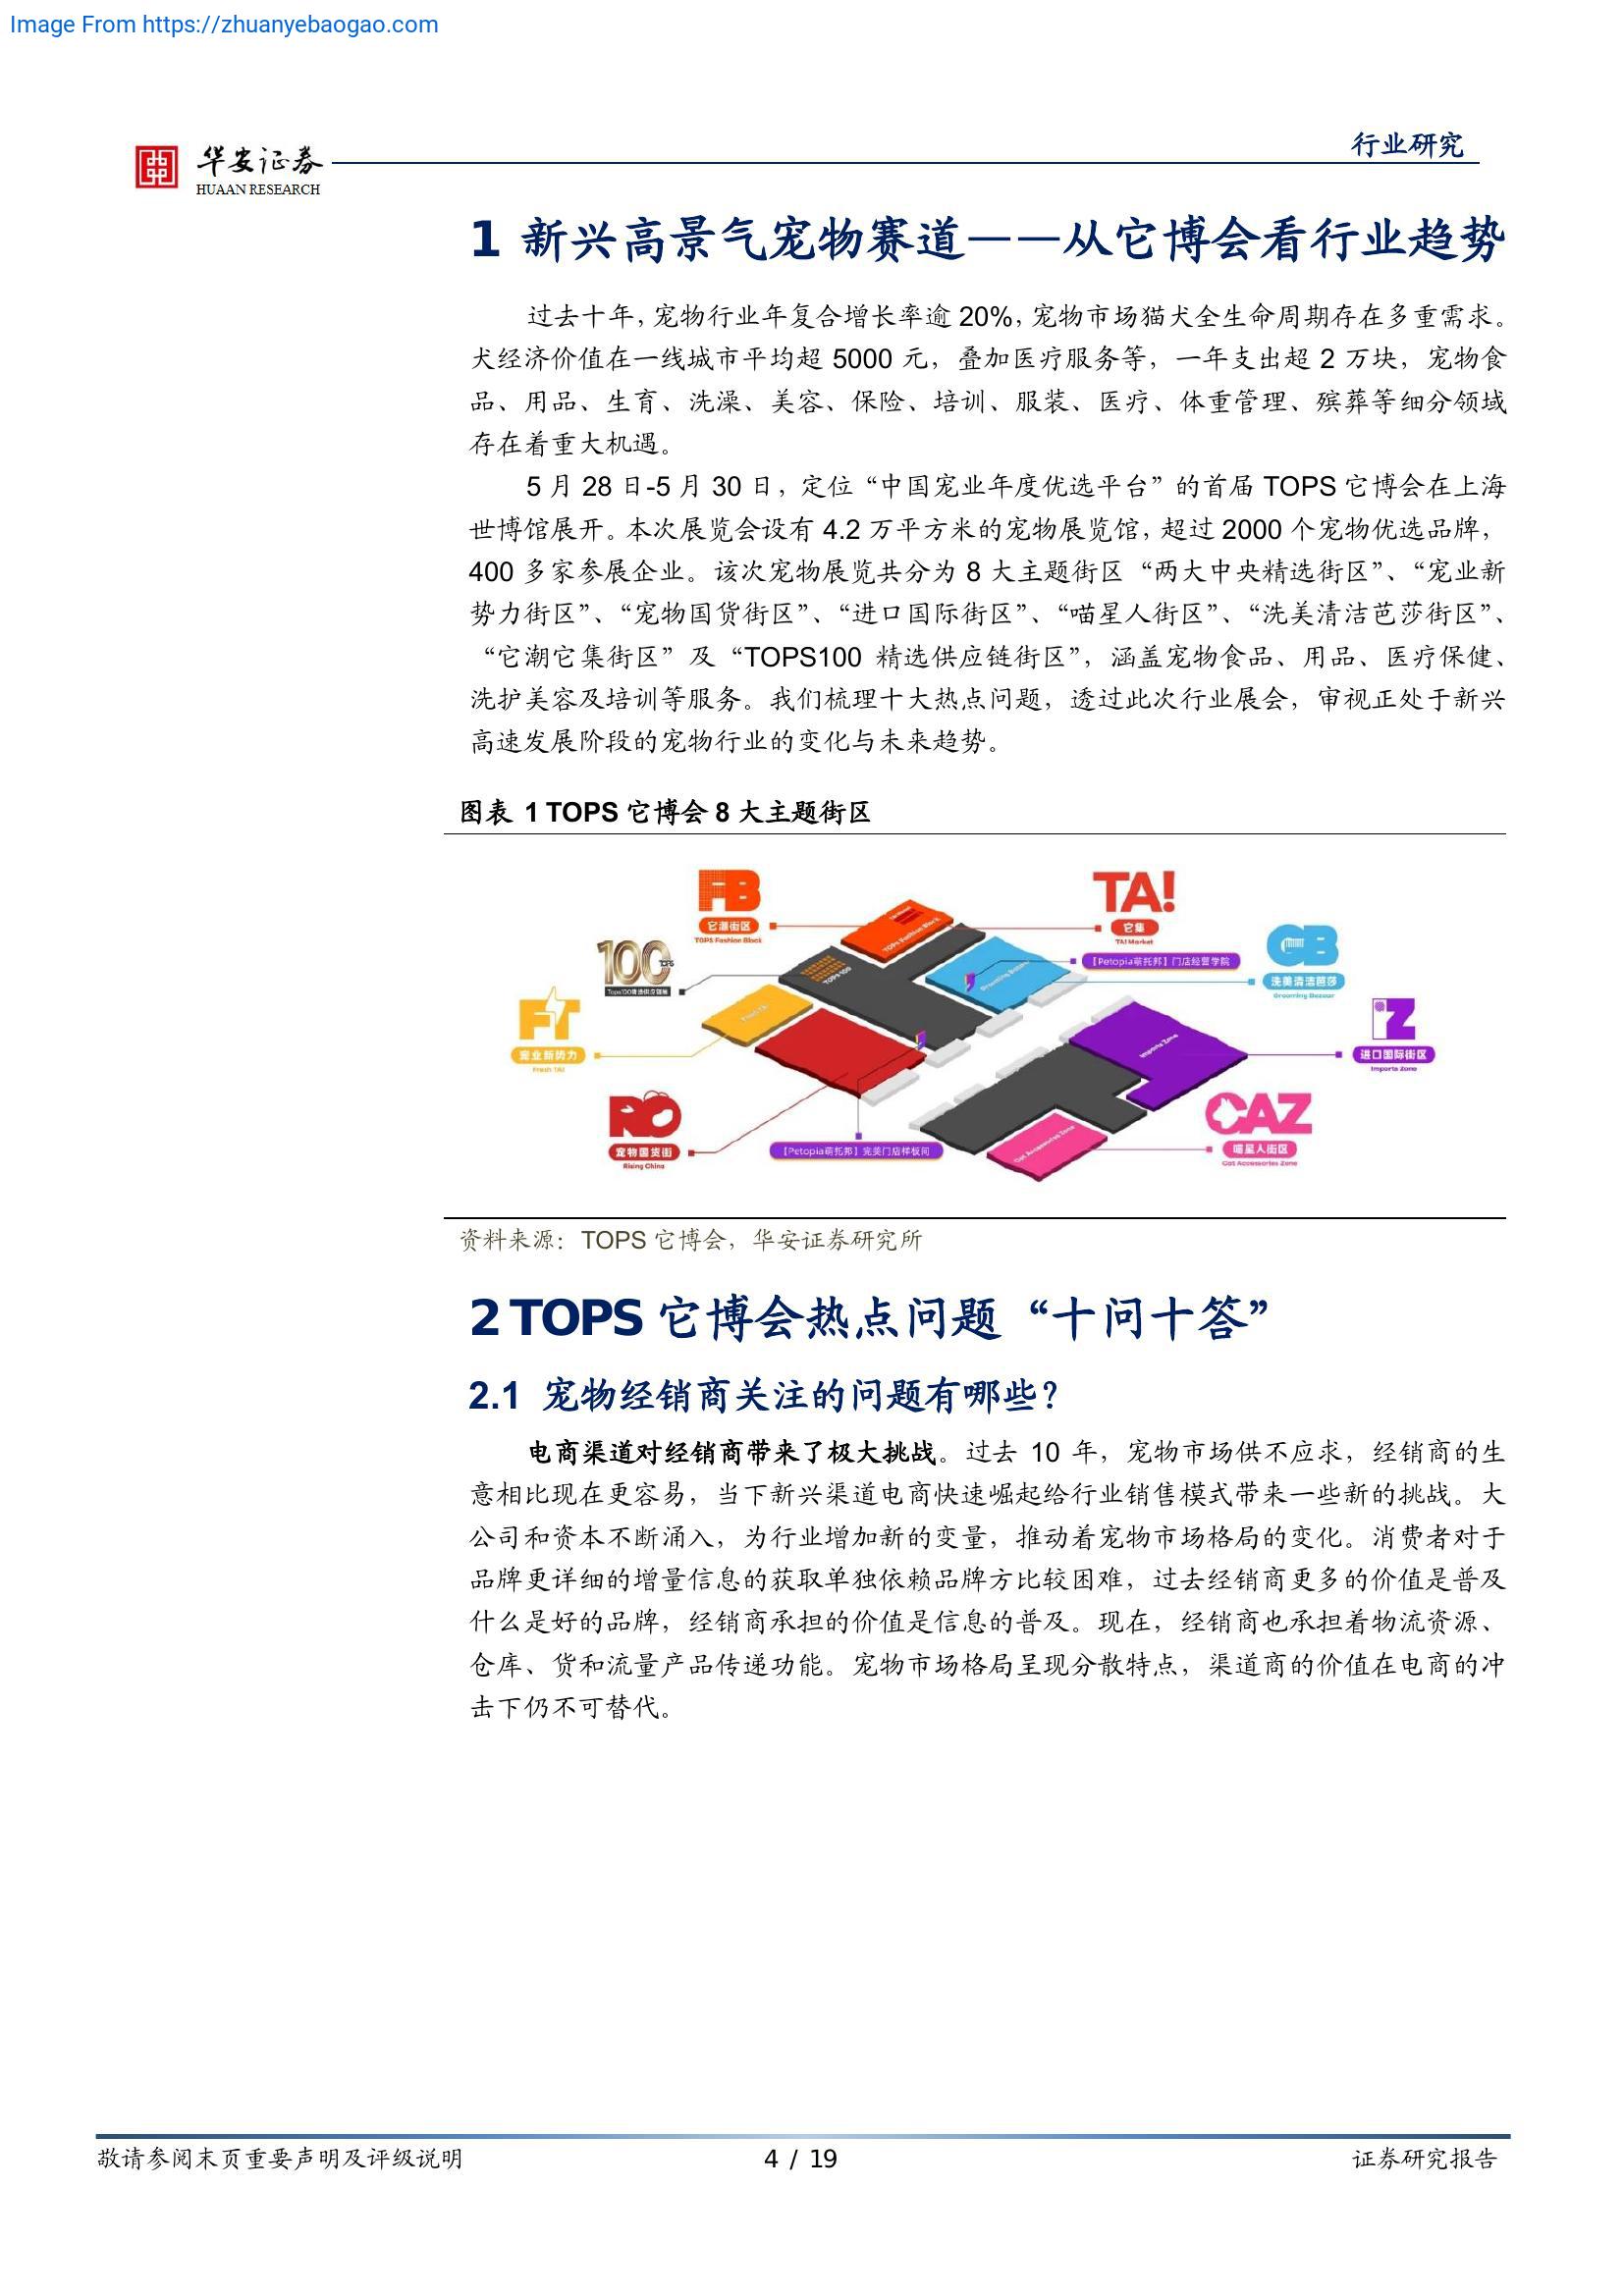 Image From https://zhuanyebaogao.com
华安证券
HUAAN RESEARCH
行业研究
1 新兴高景气宠物赛道——从它博会看行业趋势
过去十年，宠物行业年复合增长率逾 20%，宠物市场猫犬全生命周期存在多重需求。
犬经济价值在一线城市平均超 5000 元，叠加医疗服务等，一年支出超 2 万块，宠物食
品、用品、生育、洗澡、美容、保险、培训、服装、医疗、体重管理、殡葬等细分领域
存在着重大机遇。
5 月 28 日-5 月 30 日，定位“中国宠业年度优选平台”的首届 TOPS 它博会在上海
世博馆展开。本次展览会设有 4.2 万平方米的宠物展览馆，超过 2000 个宠物优选品牌，
400 多家参展企业。该次宠物展览共分为 8 大主题街区“两大中央精选街区”、“宠业新
势力街区”、“宠物国货街区”、“进口国际街区”、“喵星人街区”、“洗美清洁芭莎街区”、
“它潮它集街区”及“TOPS100 精选供应链街区”，涵盖宠物食品、用品、医疗保健、
洗护美容及培训等服务。我们梳理十大热点问题，透过此次行业展会，审视正处于新兴
高速发展阶段的宠物行业的变化与未来趋势。
图表 1 TOPS 它博会 8 大主题街区
FB
它潮街区
TOPS Fashion Block
TA!
它集
TA! Market
TOPS Fashion Block
100 TOPS
Tops100精选供应链街
TOPS 100
【Petopia萌托邦】门店经营学院
GB
洗美清洁芭莎
Grooming Bazaar
FT
宠业新势力
Fresh TA!
Fresh TA!
Imports Zone
IZ
进口国际街区
Imports Zone
RC
宠物国货街
Rising China
【Petopia萌托邦】完美门店样板间
Cat Accessories Zone
CAZ
喵星人街区
Cat Accessories Zone
资料来源：TOPS 它博会，华安证券研究所
2 TOPS 它博会热点问题“十问十答”
2.1 宠物经销商关注的问题有哪些？
电商渠道对经销商带来了极大挑战。过去 10 年，宠物市场供不应求，经销商的生
意相比现在更容易，当下新兴渠道电商快速崛起给行业销售模式带来一些新的挑战。大
公司和资本不断涌入，为行业增加新的变量，推动着宠物市场格局的变化。消费者对于
品牌更详细的增量信息的获取单独依赖品牌方比较困难，过去经销商更多的价值是普及
什么是好的品牌，经销商承担的价值是信息的普及。现在，经销商也承担着物流资源、
仓库、货和流量产品传递功能。宠物市场格局呈现分散特点，渠道商的价值在电商的冲
击下仍不可替代。
敬请参阅末页重要声明及评级说明
4 / 19
证券研究报告